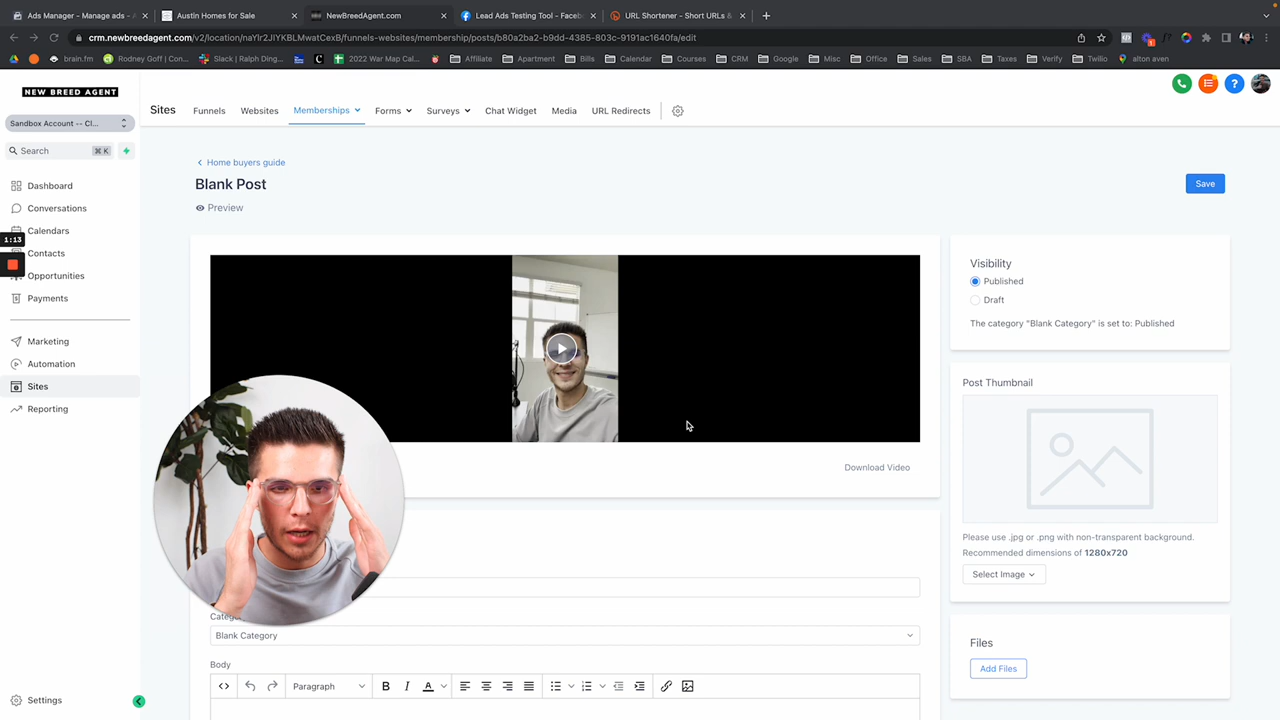 Ads Manager - Manage ads - A
Austin Homes for Sale
NewBreedAgent.com
Lead Ads Testing Tool - Faceb
URL Shortener - Short URLs &
crm.newbreedagent.com/v2/location/naYlr2JIYKBLMwatCexB/funnels-websites/membership/posts/b80a2ba2-b9dd-4385-803c-9191ac1640fa/edit
brain.fm
Rodney Goff | Con...
Slack | Ralph Ding...
2022 War Map Cal...
Affiliate
Apartment
Bills
Calendar
Courses
CRM
Google
Misc
Office
Sales
SBA
Taxes
Verify
Twilio
alton aven
NEW BREED AGENT
Sandbox Account -- Cl...
Search
⌘ K
Dashboard
Conversations
Calendars
1:13
Contacts
Opportunities
Payments
Marketing
Automation
Sites
Reporting
Settings
Sites
Funnels
Websites
Memberships
Forms
Surveys
Chat Widget
Media
URL Redirects
Home buyers guide
Blank Post
Save
Preview
Download Video
Blank Category
Body
Paragraph
B
I
A
Visibility
Published
Draft
The category "Blank Category" is set to: Published
Post Thumbnail
Please use .jpg or .png with non-transparent background.
Recommended dimensions of 1280x720
Select Image
Files
Add Files